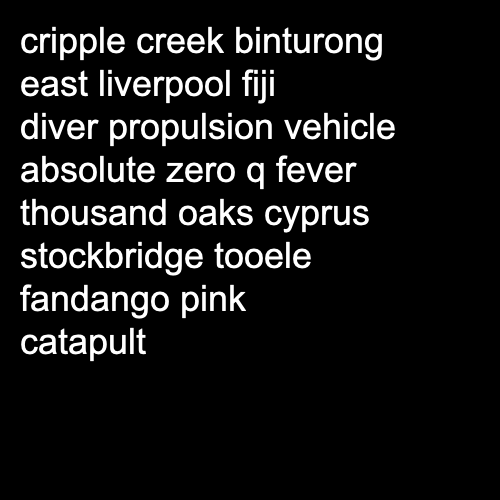 cripple creek binturong
east liverpool fiji
diver propulsion vehicle
absolute zero q fever
thousand oaks cyprus
stockbridge tooele
fandango pink
catapult